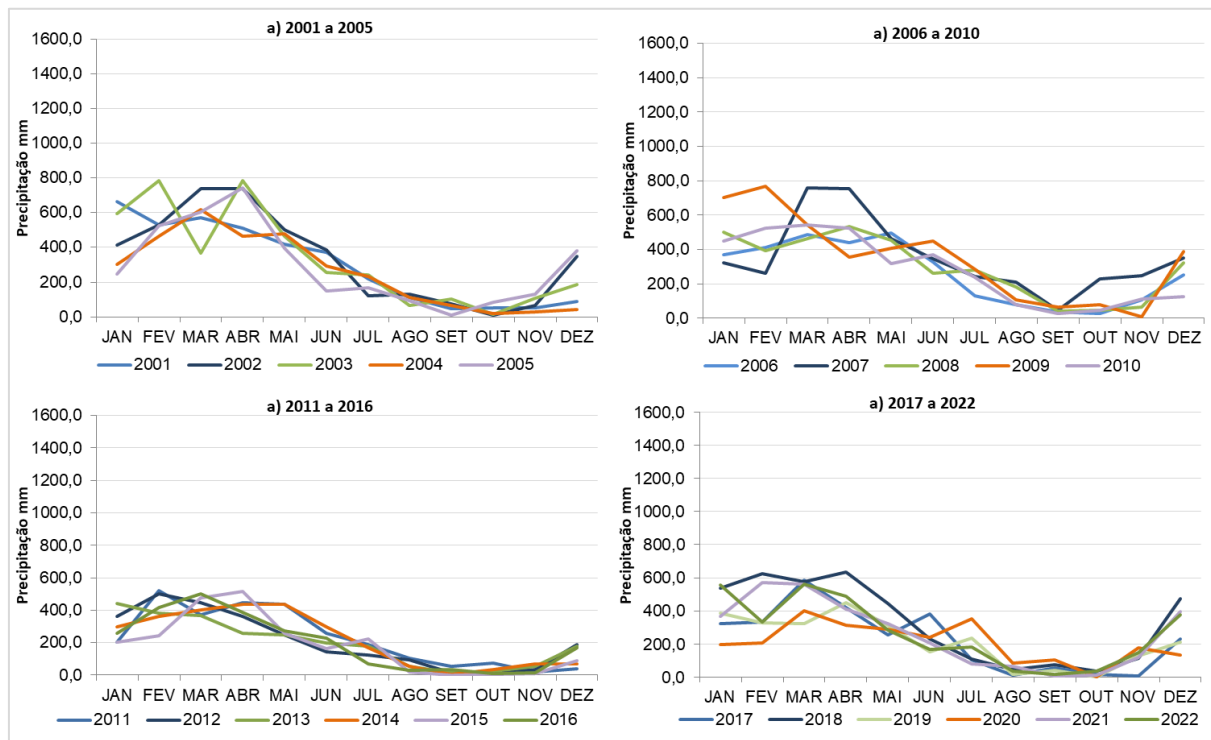 a) 2001 a 2005
Precipitação mm
1600,0
1400,0
1200,0
1000,0
800,0
600,0
400,0
200,0
0,0
JAN FEV MAR ABR MAI JUN JUL AGO SET OUT NOV DEZ
2001 2002 2003 2004 2005
a) 2006 a 2010
Precipitação mm
1600,0
1400,0
1200,0
1000,0
800,0
600,0
400,0
200,0
0,0
JAN FEV MAR ABR MAI JUN JUL AGO SET OUT NOV DEZ
2006 2007 2008 2009 2010
a) 2011 a 2016
Precipitação mm
1600,0
1400,0
1200,0
1000,0
800,0
600,0
400,0
200,0
0,0
JAN FEV MAR ABR MAI JUN JUL AGO SET OUT NOV DEZ
2011 2012 2013 2014 2015 2016
a) 2017 a 2022
Precipitação mm
1600,0
1400,0
1200,0
1000,0
800,0
600,0
400,0
200,0
0,0
JAN FEV MAR ABR MAI JUN JUL AGO SET OUT NOV DEZ
2017 2018 2019 2020 2021 2022